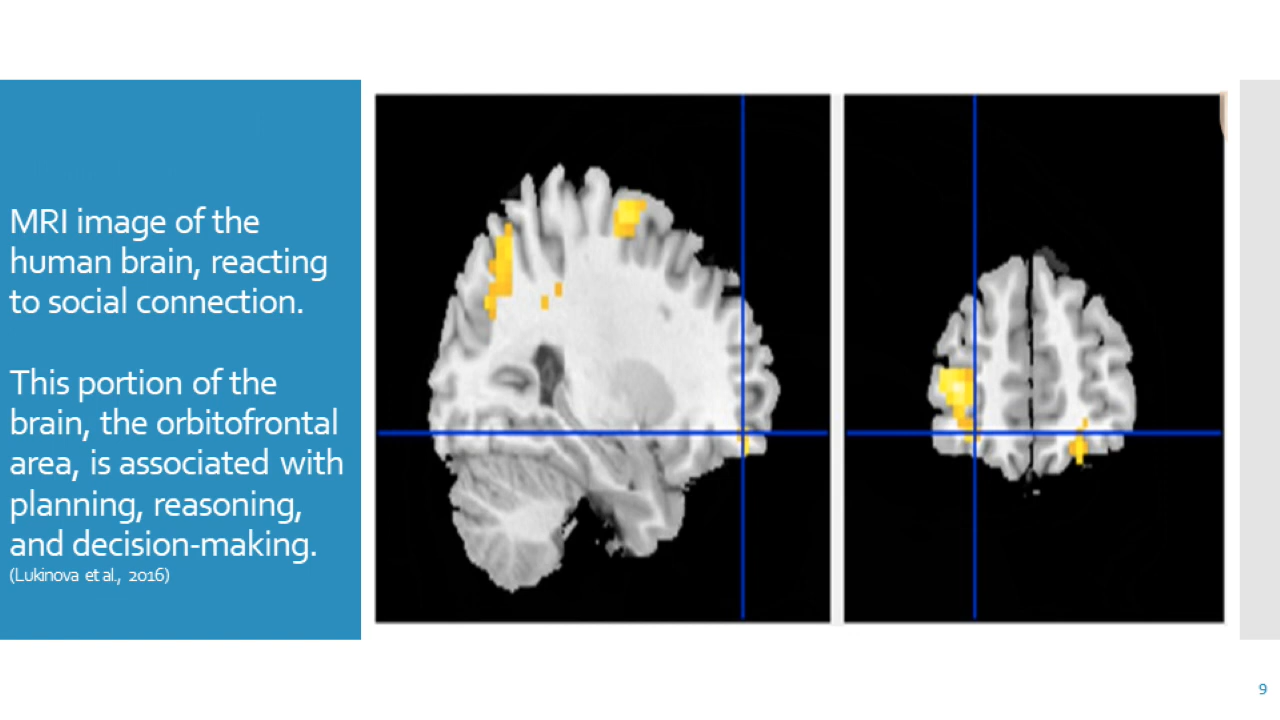 MRI image of the
human brain, reacting
to social connection.
This portion of the
brain, the orbitofrontal
area, is associated with
planning, reasoning,
and decision-making.
(Lukinova et al., 2016)
9